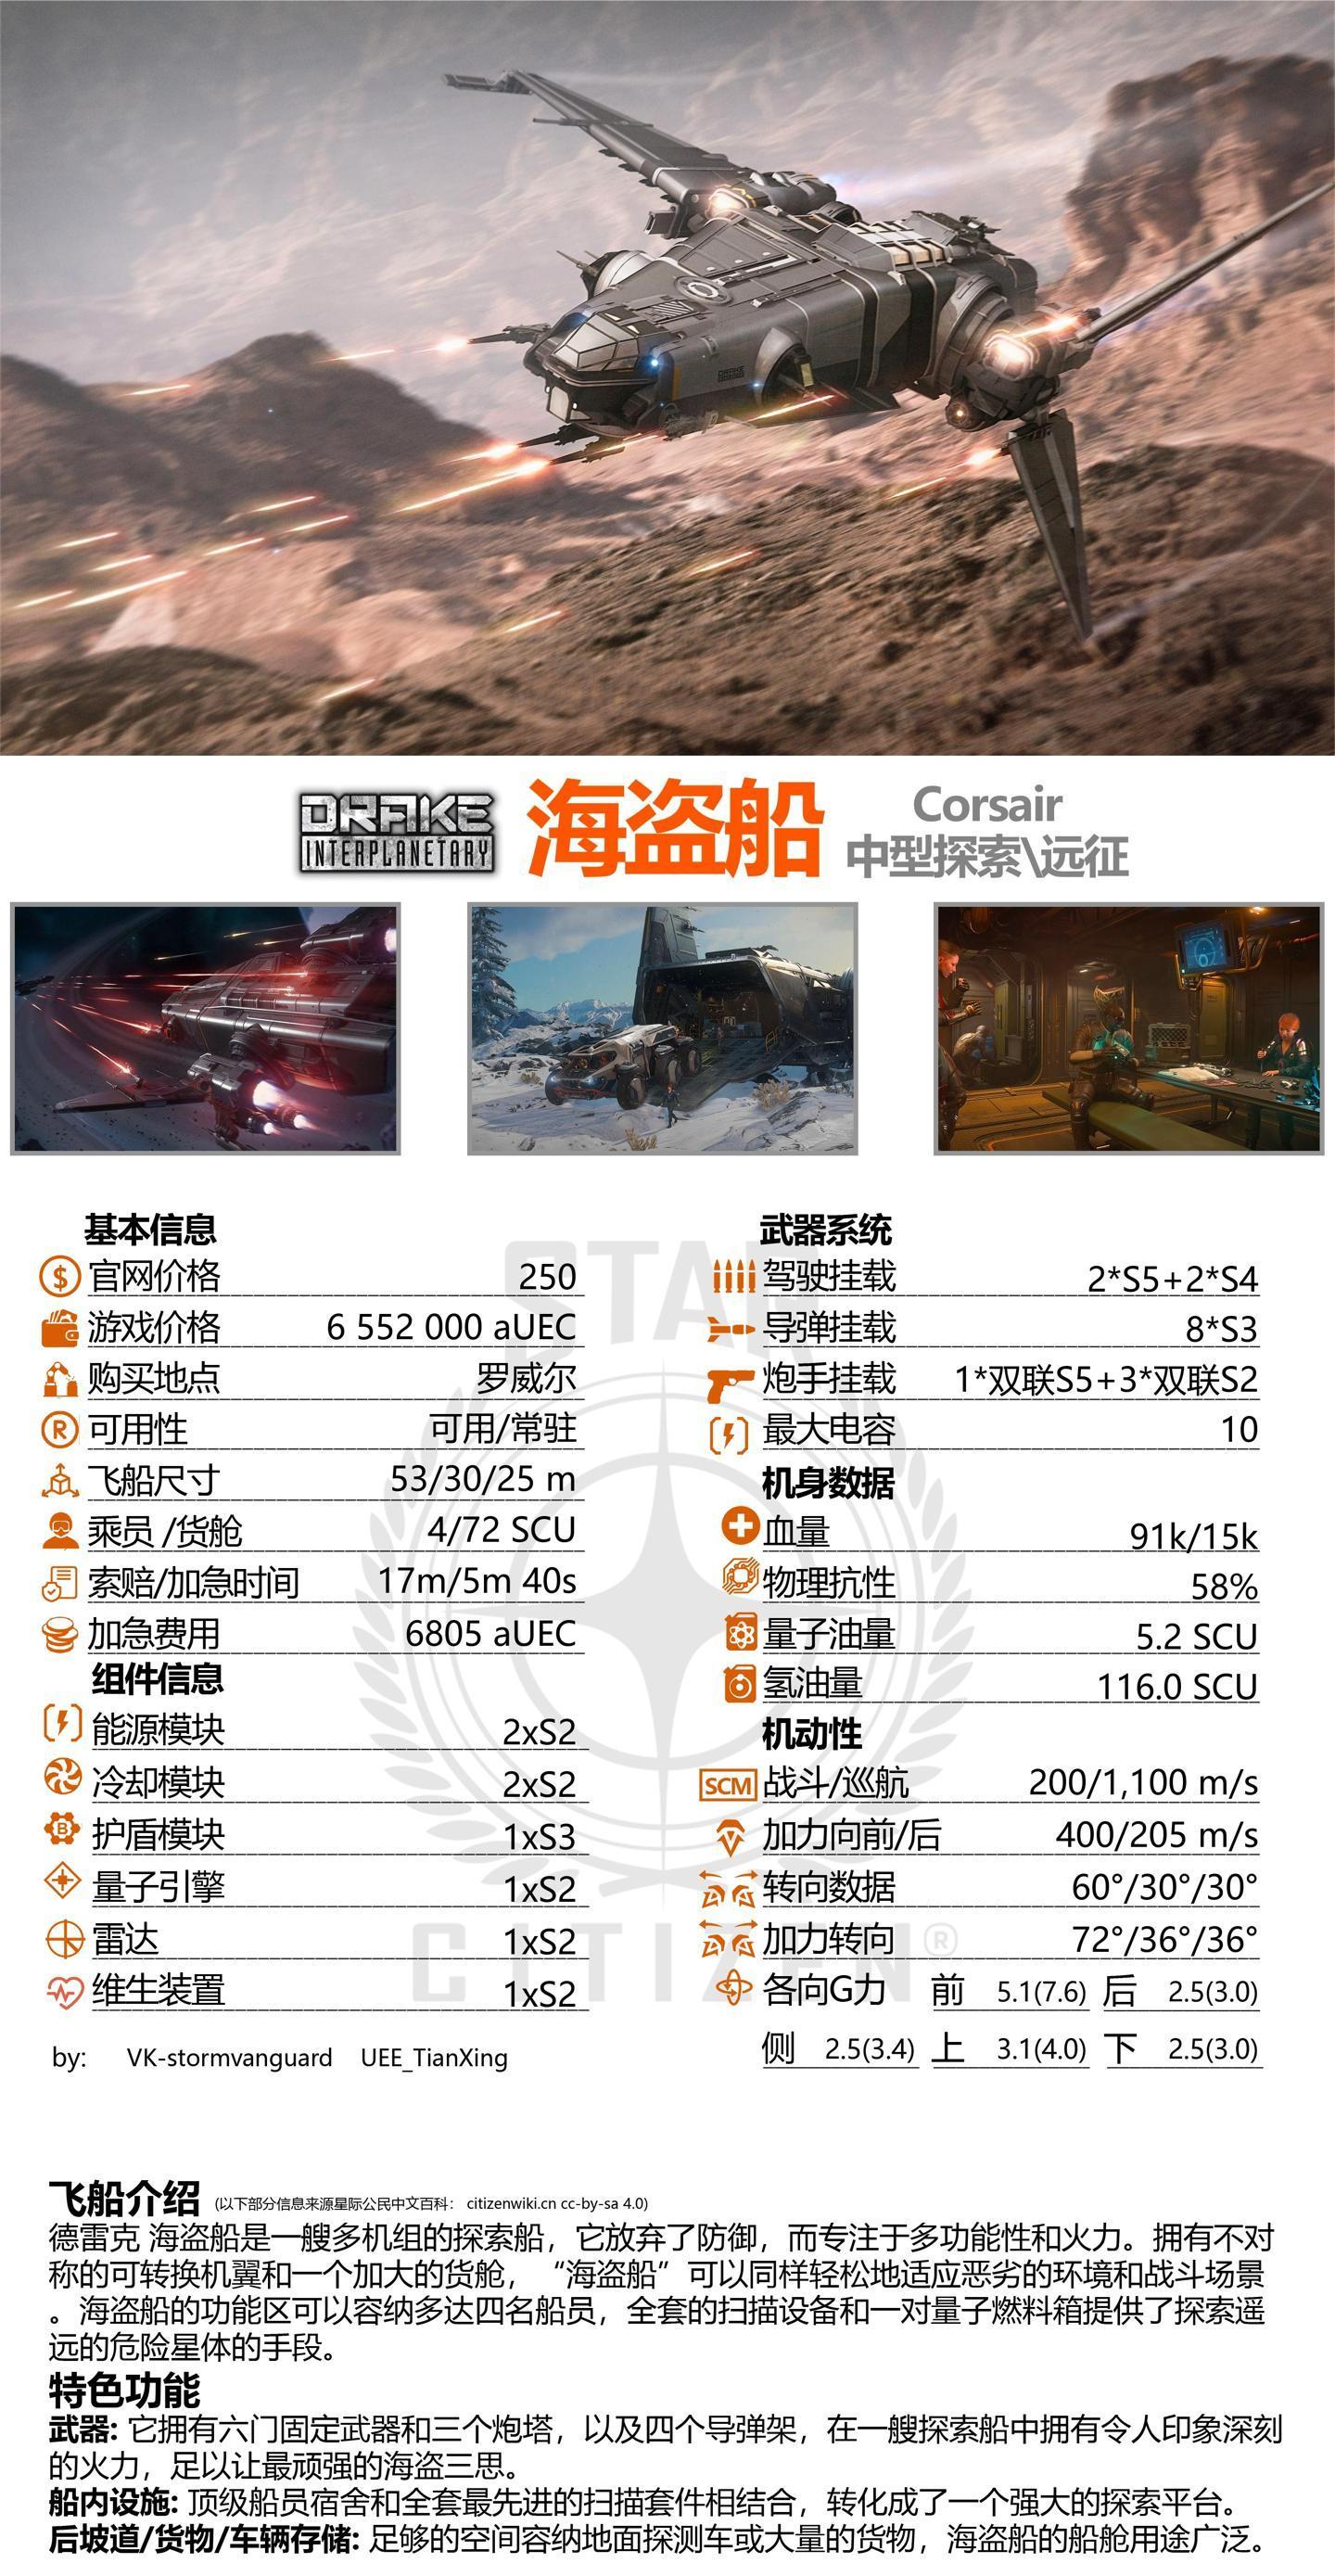 DRAKE
INTERPLANETARY
海盗船
Corsair
中型探索\远征
基本信息
官网价格 250
游戏价格 6 552 000 aUEC
购买地点 罗威尔
可用性 可用/常驻
飞船尺寸 53/30/25 m
乘员 /货舱 4/72 SCU
索赔/加急时间 17m/5m 40s
加急费用 6805 aUEC
组件信息
能源模块 2xS2
冷却模块 2xS2
护盾模块 1xS3
量子引擎 1xS2
雷达 1xS2
维生装置 1xS2
by: VK-stormvanguard UEE_TianXing
武器系统
驾驶挂载 2*S5+2*S4
导弹挂载 8*S3
炮手挂载 1*双联S5+3*双联S2
最大电容 10
机身数据
血量 91k/15k
物理抗性 58%
量子油量 5.2 SCU
氢油量 116.0 SCU
机动性
SCM 战斗/巡航 200/1,100 m/s
加力向前/后 400/205 m/s
转向数据 60°/30°/30°
加力转向 72°/36°/36°
各向G力 前 5.1(7.6) 后 2.5(3.0)
侧 2.5(3.4) 上 3.1(4.0) 下 2.5(3.0)
STAR
CITIZEN®
飞船介绍 (以下部分信息来源星际公民中文百科： citizenwiki.cn cc-by-sa 4.0)
德雷克 海盗船是一艘多机组的探索船，它放弃了防御，而专注于多功能性和火力。拥有不对
称的可转换机翼和一个加大的货舱，“海盗船”可以同样轻松地适应恶劣的环境和战斗场景
。海盗船的功能区可以容纳多达四名船员，全套的扫描设备和一对量子燃料箱提供了探索遥
远的危险星体的手段。
特色功能
武器: 它拥有六门固定武器和三个炮塔，以及四个导弹架，在一艘探索船中拥有令人印象深刻
的火力，足以让最顽强的海盗三思。
船内设施: 顶级船员宿舍和全套最先进的扫描套件相结合，转化成了一个强大的探索平台。
后坡道/货物/车辆存储: 足够的空间容纳地面探测车或大量的货物，海盗船的船舱用途广泛。